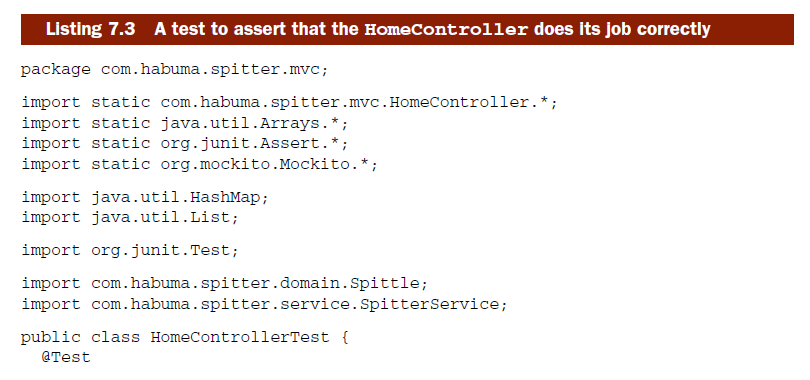 Listing 7.3 A test to assert that the HomeController does its job correctly
package com.habuma.spitter.mvc;
import static com.habuma.spitter.mvc.HomeController.*;
import static java.util.Arrays.*;
import static org.junit.Assert.*;
import static org.mockito.Mockito.*;
import java.util.HashMap;
import java.util.List;
import org.junit.Test;
import com.habuma.spitter.domain.Spittle;
import com.habuma.spitter.service.SpitterService;
public class HomeControllerTest {
@Test